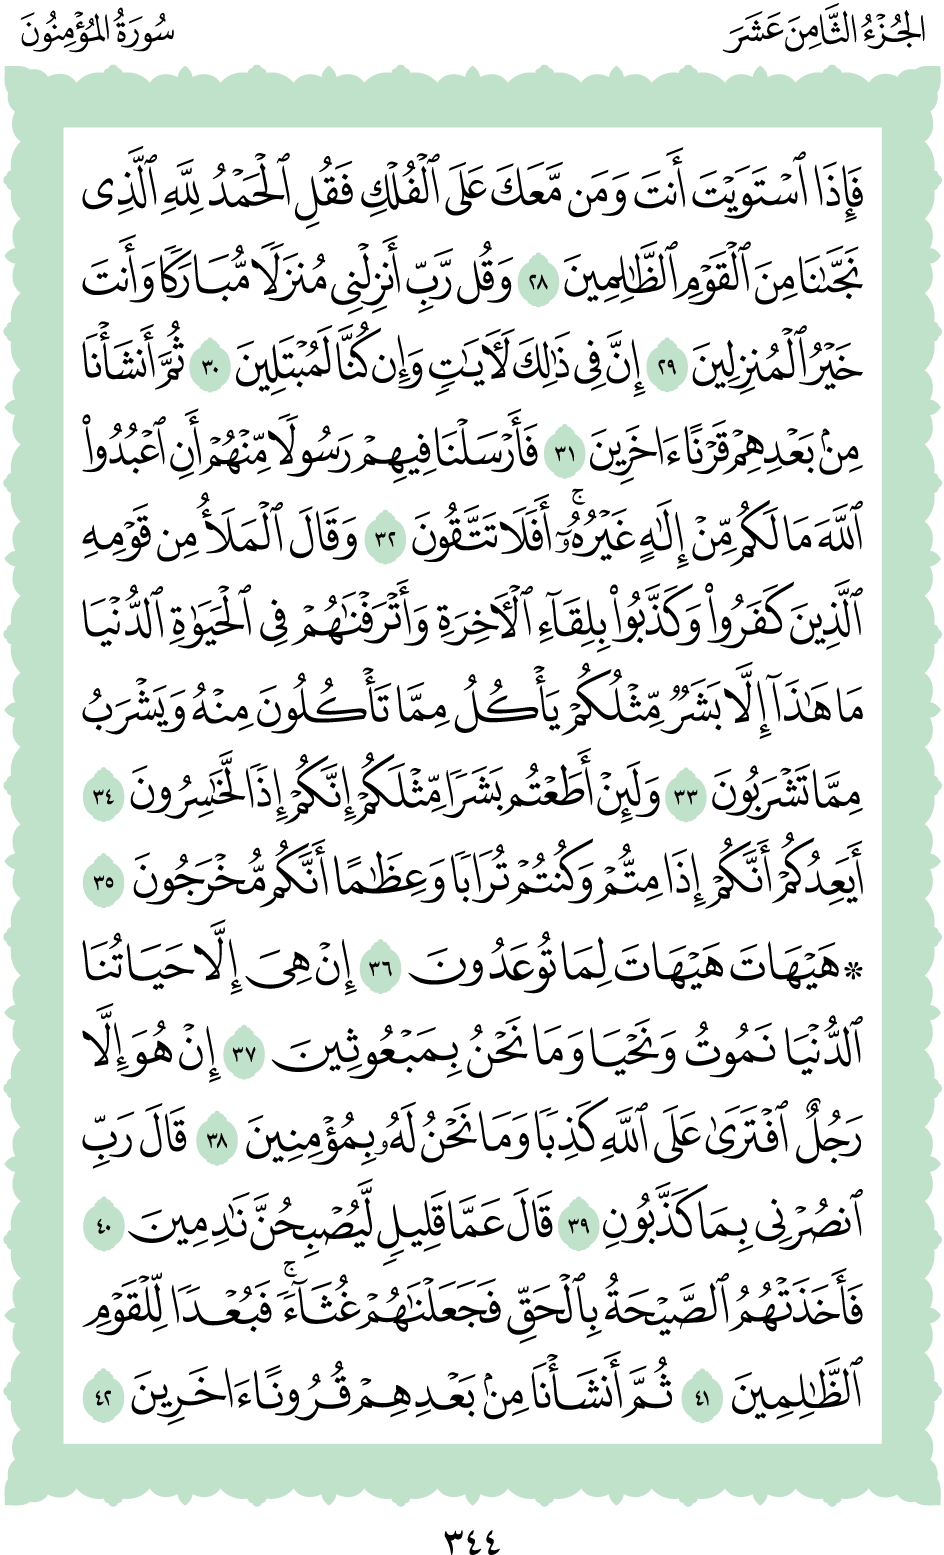 الجُزْءُ الثَّامِنَ عَشَرَ
سُورَةُ المُؤْمِنُونَ
فَإِذَا ٱسۡتَوَيۡتَ أَنتَ وَمَن مَّعَكَ عَلَى ٱلۡفُلۡكِ فَقُلِ ٱلۡحَمۡدُ لِلَّهِ ٱلَّذِي
نَجَّىٰنَا مِنَ ٱلۡقَوۡمِ ٱلظَّٰلِمِينَ ٢٨ وَقُل رَّبِّ أَنزِلۡنِي مُنزَلٗا مُّبَارَكٗا وَأَنتَ
خَيۡرُ ٱلۡمُنزِلِينَ ٢٩ إِنَّ فِي ذَٰلِكَ لَأٓيَٰتٖ وَإِن كُنَّا لَمُبۡتَلِينَ ٣٠ ثُمَّ أَنشَأۡنَا
مِنۢ بَعۡدِهِمۡ قَرۡنًا ءَاخَرِينَ ٣١ فَأَرۡسَلۡنَا فِيهِمۡ رَسُولٗا مِّنۡهُمۡ أَنِ ٱعۡبُدُواْ
ٱللَّهَ مَا لَكُم مِّنۡ إِلَٰهٍ غَيۡرُهُۥٓۚ أَفَلَا تَتَّقُونَ ٣٢ وَقَالَ ٱلۡمَلَأُ مِن قَوۡمِهِ
ٱلَّذِينَ كَفَرُواْ وَكَذَّبُواْ بِلِقَآءِ ٱلۡأٓخِرَةِ وَأَتۡرَفۡنَٰهُمۡ فِي ٱلۡحَيَوٰةِ ٱلدُّنۡيَا
مَا هَٰذَآ إِلَّا بَشَرٞ مِّثۡلُكُمۡ يَأۡكُلُ مِمَّا تَأۡكُلُونَ مِنۡهُ وَيَشۡرَبُ
مِمَّا تَشۡرَبُونَ ٣٣ وَلَئِنۡ أَطَعۡتُم بَشَرٗا مِّثۡلَكُمۡ إِنَّكُمۡ إِذٗا لَّخَٰسِرُونَ ٣٤
أَيَعِدُكُمۡ أَنَّكُمۡ إِذَا مِتُّمۡ وَكُنتُمۡ تُرَابٗا وَعِظَٰمًا أَنَّكُم مُّخۡرَجُونَ ٣٥
۞ هَيۡهَاتَ هَيۡهَاتَ لِمَا تُوعَدُونَ ٣٦ إِنۡ هِيَ إِلَّا حَيَاتُنَا
ٱلدُّنۡيَا نَمُوتُ وَنَحۡيَا وَمَا نَحۡنُ بِمَبۡعُوثِينَ ٣٧ إِنۡ هُوَ إِلَّا
رَجُلٌ ٱفۡتَرَىٰ عَلَى ٱللَّهِ كَذِبٗا وَمَا نَحۡنُ لَهُۥ بِمُؤۡمِنِينَ ٣٨ قَالَ رَبِّ
ٱنصُرۡنِي بِمَا كَذَّبُونِ ٣٩ قَالَ عَمَّا قَلِيلٖ لَّيُصۡبِحُنَّ نَٰدِمِينَ ٤٠
فَأَخَذَتۡهُمُ ٱلصَّيۡحَةُ بِٱلۡحَقِّ فَجَعَلۡنَٰهُمۡ غُثَآءٗۚ فَبُعۡدٗا لِّلۡقَوۡمِ
ٱلظَّٰلِمِينَ ٤١ ثُمَّ أَنشَأۡنَا مِنۢ بَعۡدِهِمۡ قُرُونًا ءَاخَرِينَ ٤٢
٣٤٤